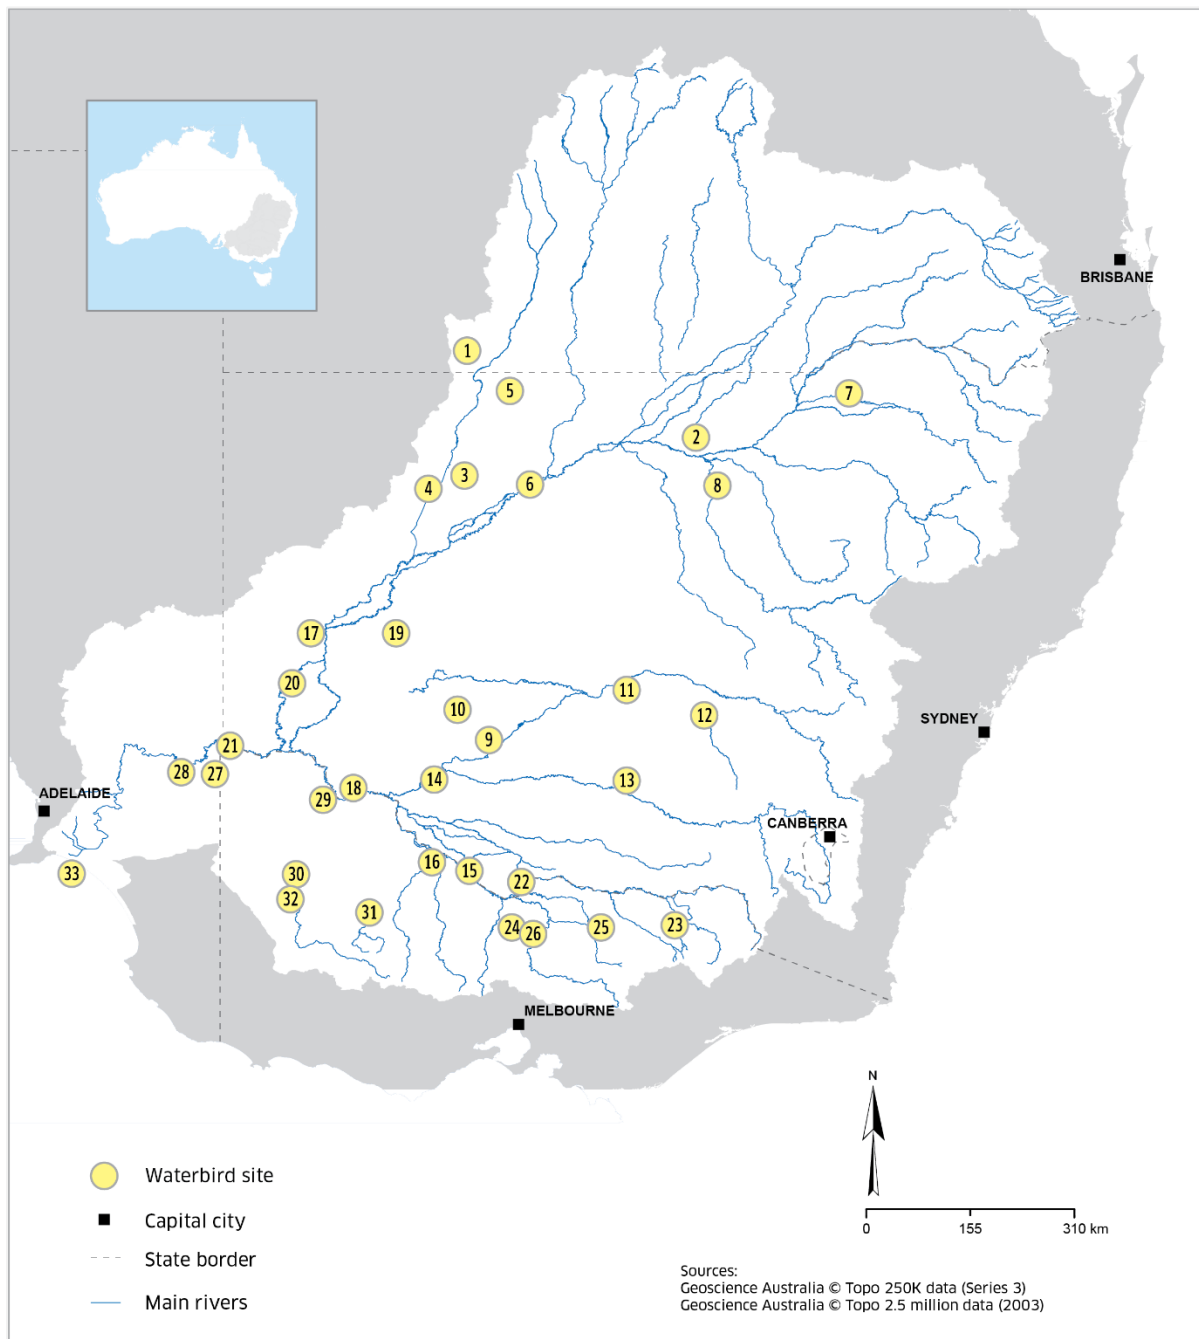 BRISBANE
1
5
7
2
3
4
6
8
17
19
20
11
10
12
9
SYDNEY
21
28
27
14
13
18
29
ADELAIDE
CANBERRA
33
16
15
30
22
32
31
24
26
25
23
MELBOURNE
N
Waterbird site
Capital city
State border
Main rivers
0 155 310 km
Sources:
Geoscience Australia © Topo 250K data (Series 3)
Geoscience Australia © Topo 2.5 million data (2003)